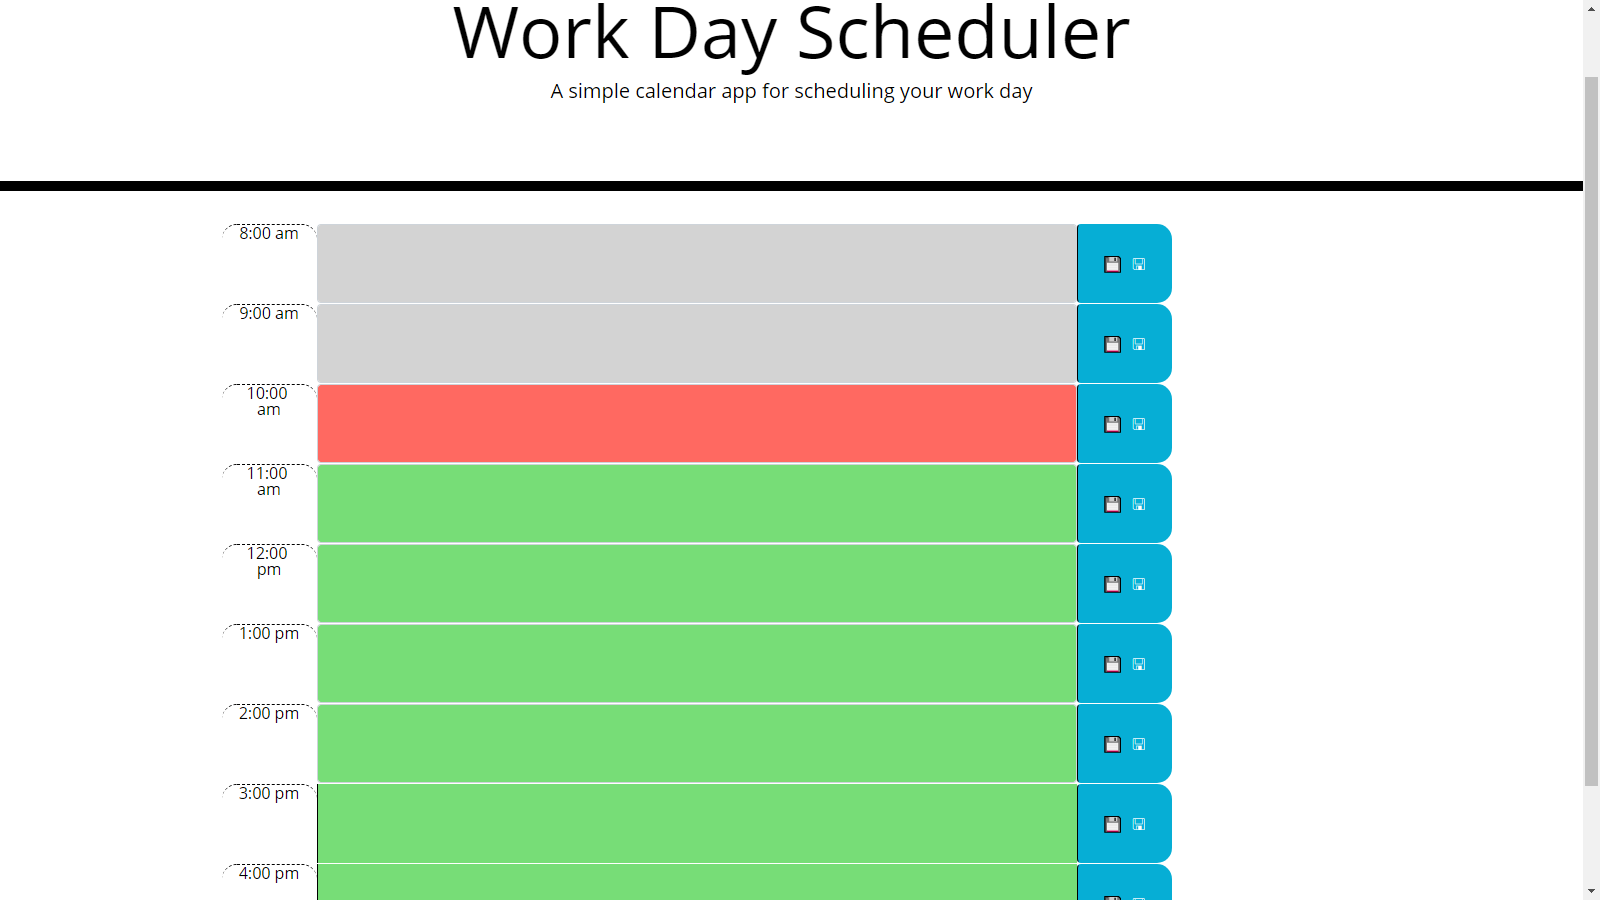 Work Day Scheduler
A simple calendar app for scheduling your work day
8:00 am
9:00 am
10:00
am
11:00
am
12:00
pm
1:00 pm
2:00 pm
3:00 pm
4:00 pm